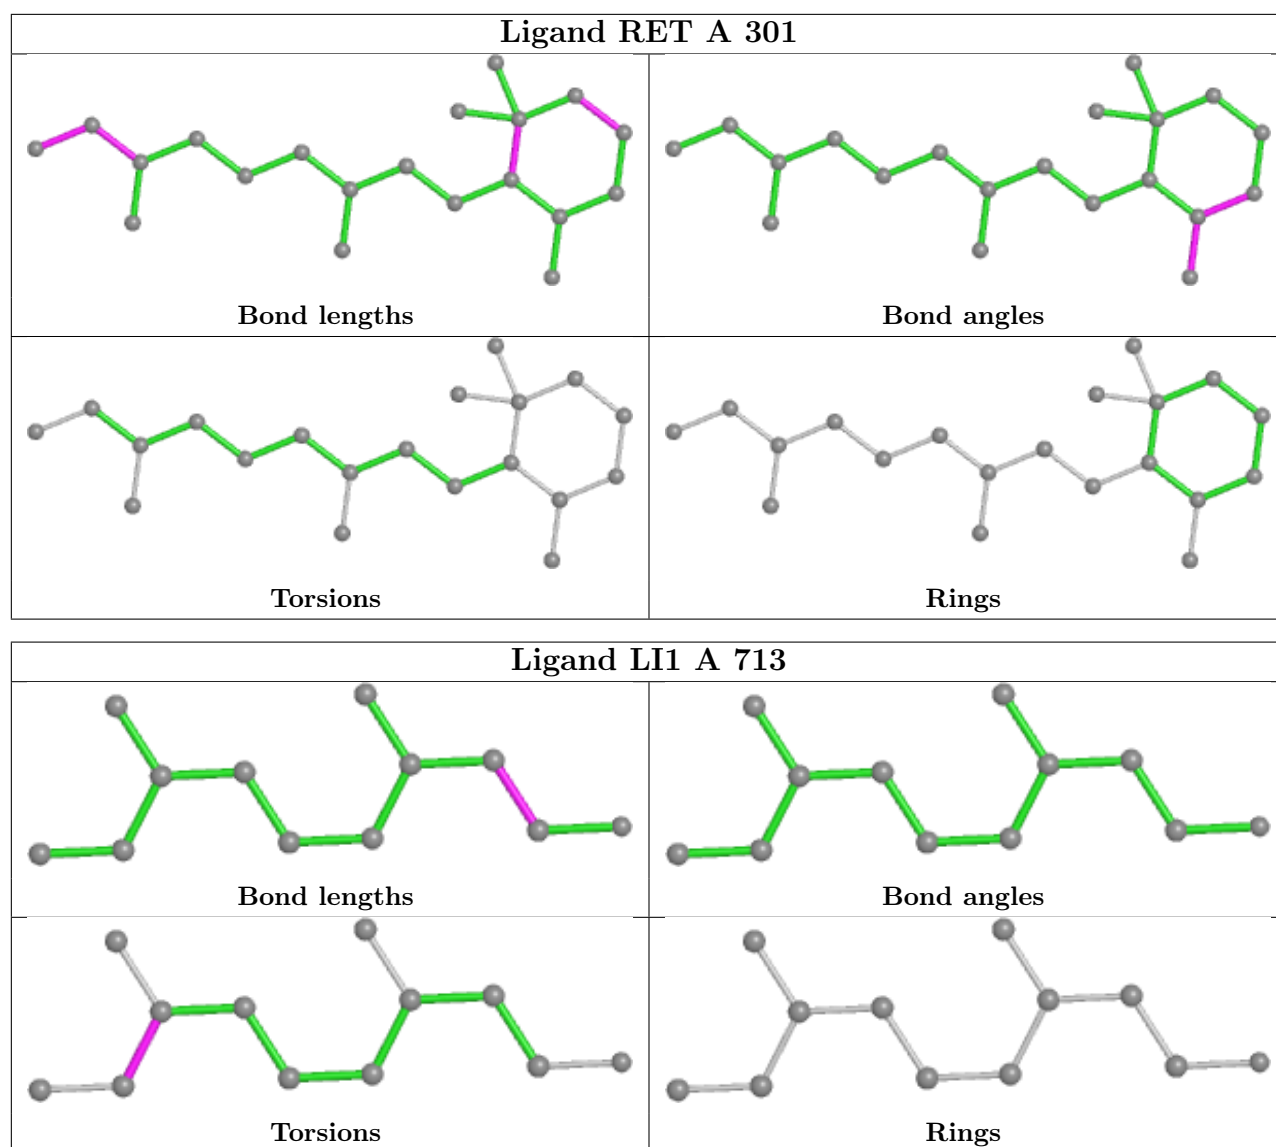 Ligand RET A 301
Bond lengths
Bond angles
Torsions
Rings
Ligand LI1 A 713
Bond lengths
Bond angles
Torsions
Rings